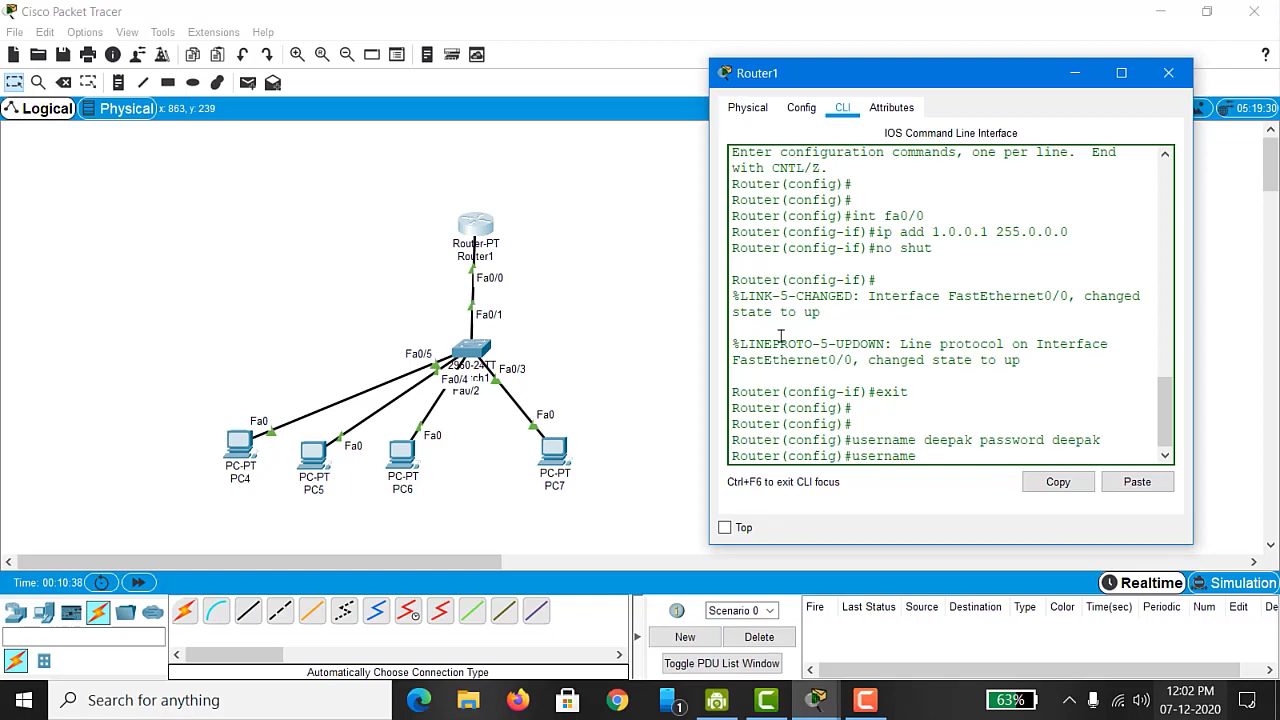 Cisco Packet Tracer
File Edit Options View Tools Extensions Help
?
Logical
Physical
x: 863, y: 239
05:19:30
Router1
Physical Config CLI Attributes
IOS Command Line Interface
Enter configuration commands, one per line. End
with CNTL/Z.
Router(config)#
Router(config)#
Router(config)#int fa0/0
Router(config-if)#ip add 1.0.0.1 255.0.0.0
Router(config-if)#no shut
Router(config-if)#
%LINK-5-CHANGED: Interface FastEthernet0/0, changed
state to up
%LINEPROTO-5-UPDOWN: Line protocol on Interface
FastEthernet0/0, changed state to up
Router(config-if)#exit
Router(config)#
Router(config)#
Router(config)#username deepak password deepak
Router(config)#username
Ctrl+F6 to exit CLI focus
Copy
Paste
Top
Router-PT
Router1
Fa0/0
Fa0/1
Fa0/5
Fa0/4
Fa0/2
Fa0/3
Fa0
PC-PT
PC4
Fa0
PC-PT
PC5
Fa0
PC-PT
PC6
Fa0
PC-PT
PC7
Time: 00:10:38
Realtime
Simulation
Automatically Choose Connection Type
Scenario 0
New
Delete
Toggle PDU List Window
Fire Last Status Source Destination Type Color Time(sec) Periodic Num Edit De
Search for anything
1
63%
12:02 PM
07-12-2020